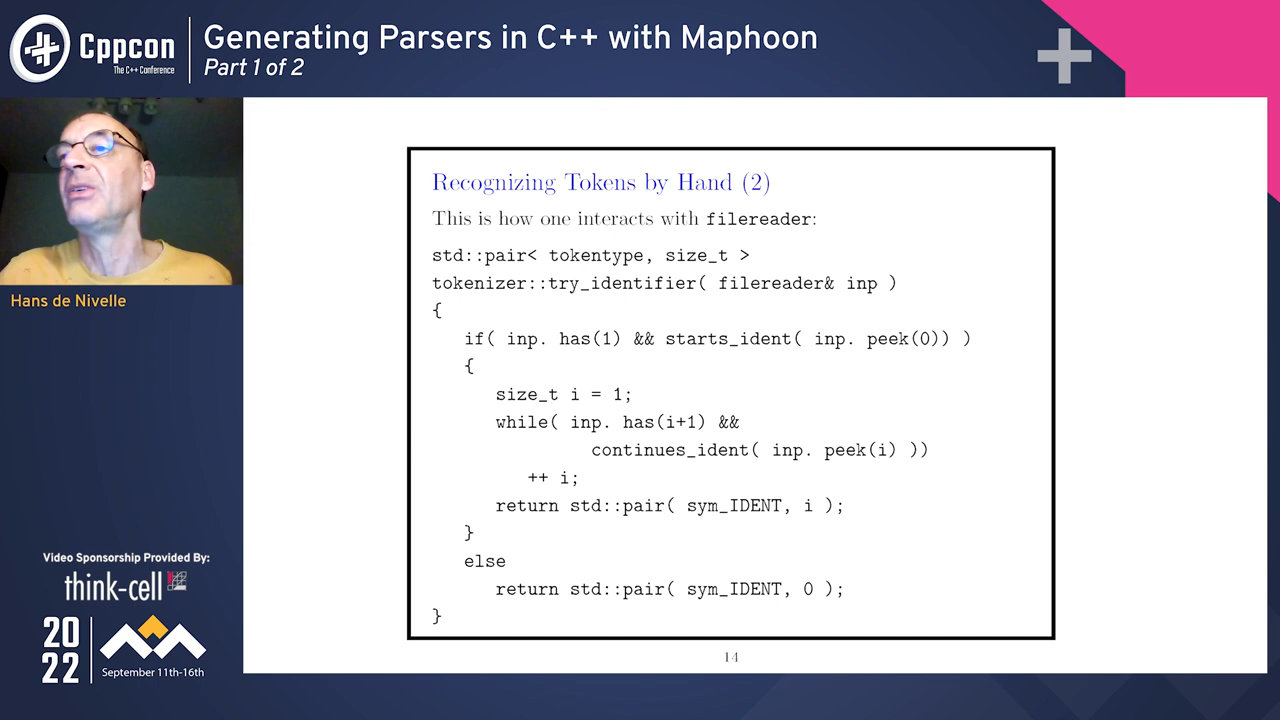 Cppcon
The C++ Conference
Generating Parsers in C++ with Maphoon
Part 1 of 2
Hans de Nivelle
Recognizing Tokens by Hand (2)
This is how one interacts with filereader:
std::pair< tokentype, size_t >
tokenizer::try_identifier( filereader& inp )
{
if( inp. has(1) && starts_ident( inp. peek(0)) )
{
size_t i = 1;
while( inp. has(i+1) &&
continues_ident( inp. peek(i) ))
++ i;
return std::pair( sym_IDENT, i );
}
else
return std::pair( sym_IDENT, 0 );
}
14
Video Sponsorship Provided By:
think-cell
20
22
September 11th-16th